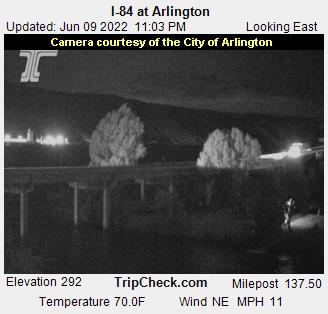 I-84 at Arlington
Updated: Jun 09 2022 11:03 PM Looking East
Camera courtesy of the City of Arlington
Elevation 292 TripCheck.com Milepost 137.50
Temperature 70.0F Wind NE MPH 11